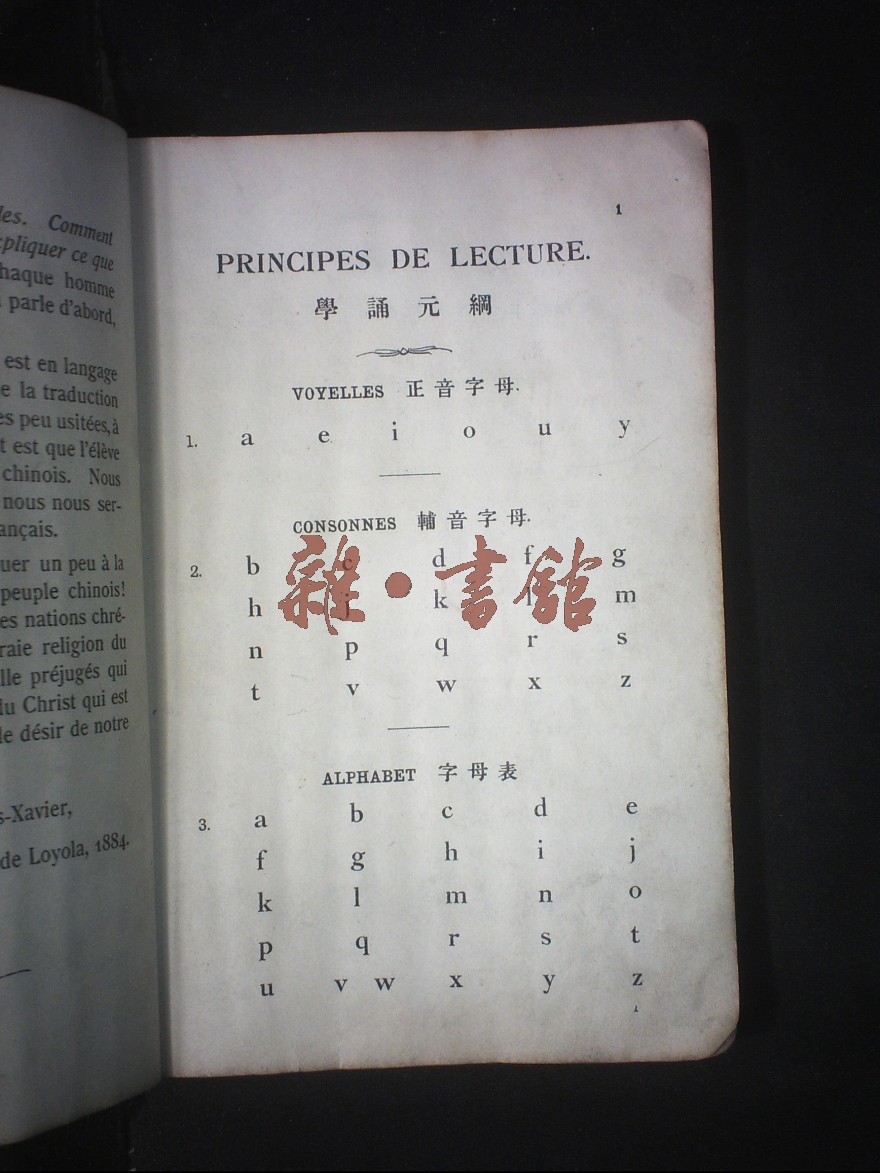 les. Comment
xpliquer ce que
haque homme
parle d'abord,
est en langage
e la traduction
es peu usitées, à
t est que l'élève
chinois. Nous
nous nous ser-
ançais.
uer un peu à la
peuple chinois!
es nations chré-
raie religion du
lle préjugés qui
du Christ qui est
le désir de notre
s-Xavier,
de Loyola, 1884.
1
PRINCIPES DE LECTURE.
學 誦 元 綱
VOYELLES 正音字母.
1. a e i o u y
CONSONNES 輔音字母.
2. b c d f g
h j k l m
n p q r s
t v w x z
雜·書館
ALPHABET 字母表
3. a b c d e
f g h i j
k l m n o
p q r s t
u v w x y z
1